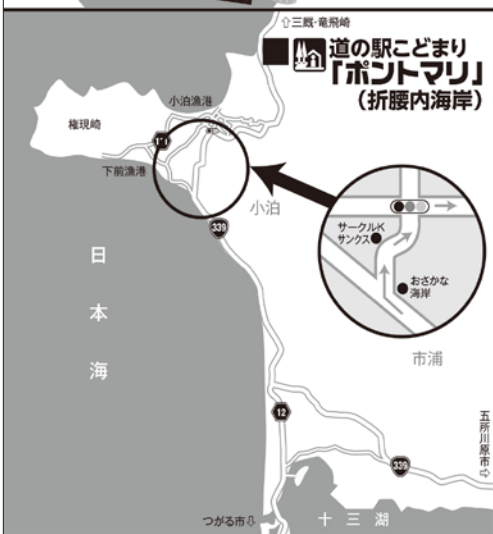 ⇧三厩・竜飛崎
道の駅こどまり
「ポントマリ」
(折腰内海岸)
小泊漁港
権現崎
下前漁港
339
小泊
サークルK
サンクス
おさかな
海岸
日本海
市浦
12
五所川原市⇨
339
つがる市⇩
十三湖